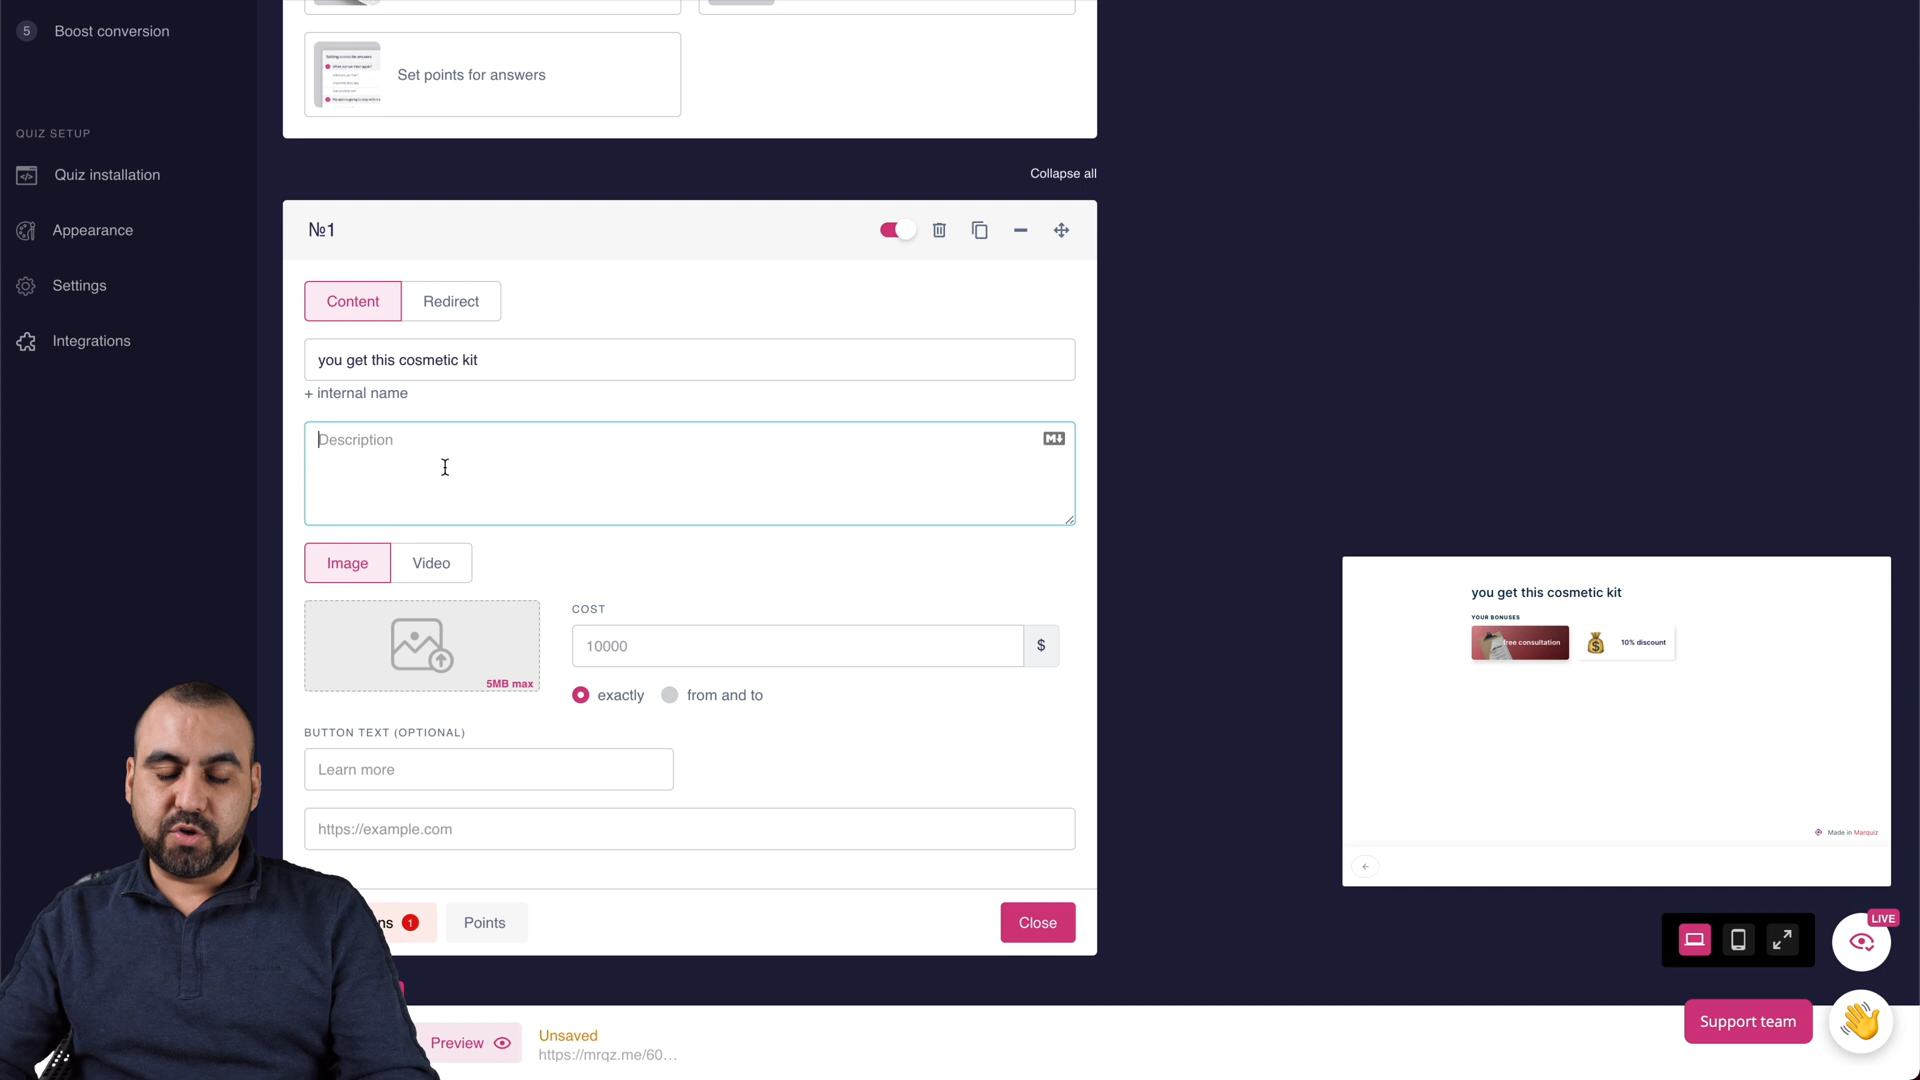 5 Boost conversion
Set points for answers
QUIZ SETUP
Collapse all
Quiz installation
№1
Appearance
Settings
Content
Redirect
Integrations
you get this cosmetic kit
+ internal name
Description
M
Image
Video
you get this cosmetic kit
COST
YOUR BONUSES
free consultation
10% discount
10000
$
5MB max
exactly
from and to
BUTTON TEXT (OPTIONAL)
Learn more
https://example.com
Made in Marquiz
ns 1
Points
Close
LIVE
Support team
Preview
Unsaved
https://mrqz.me/60...